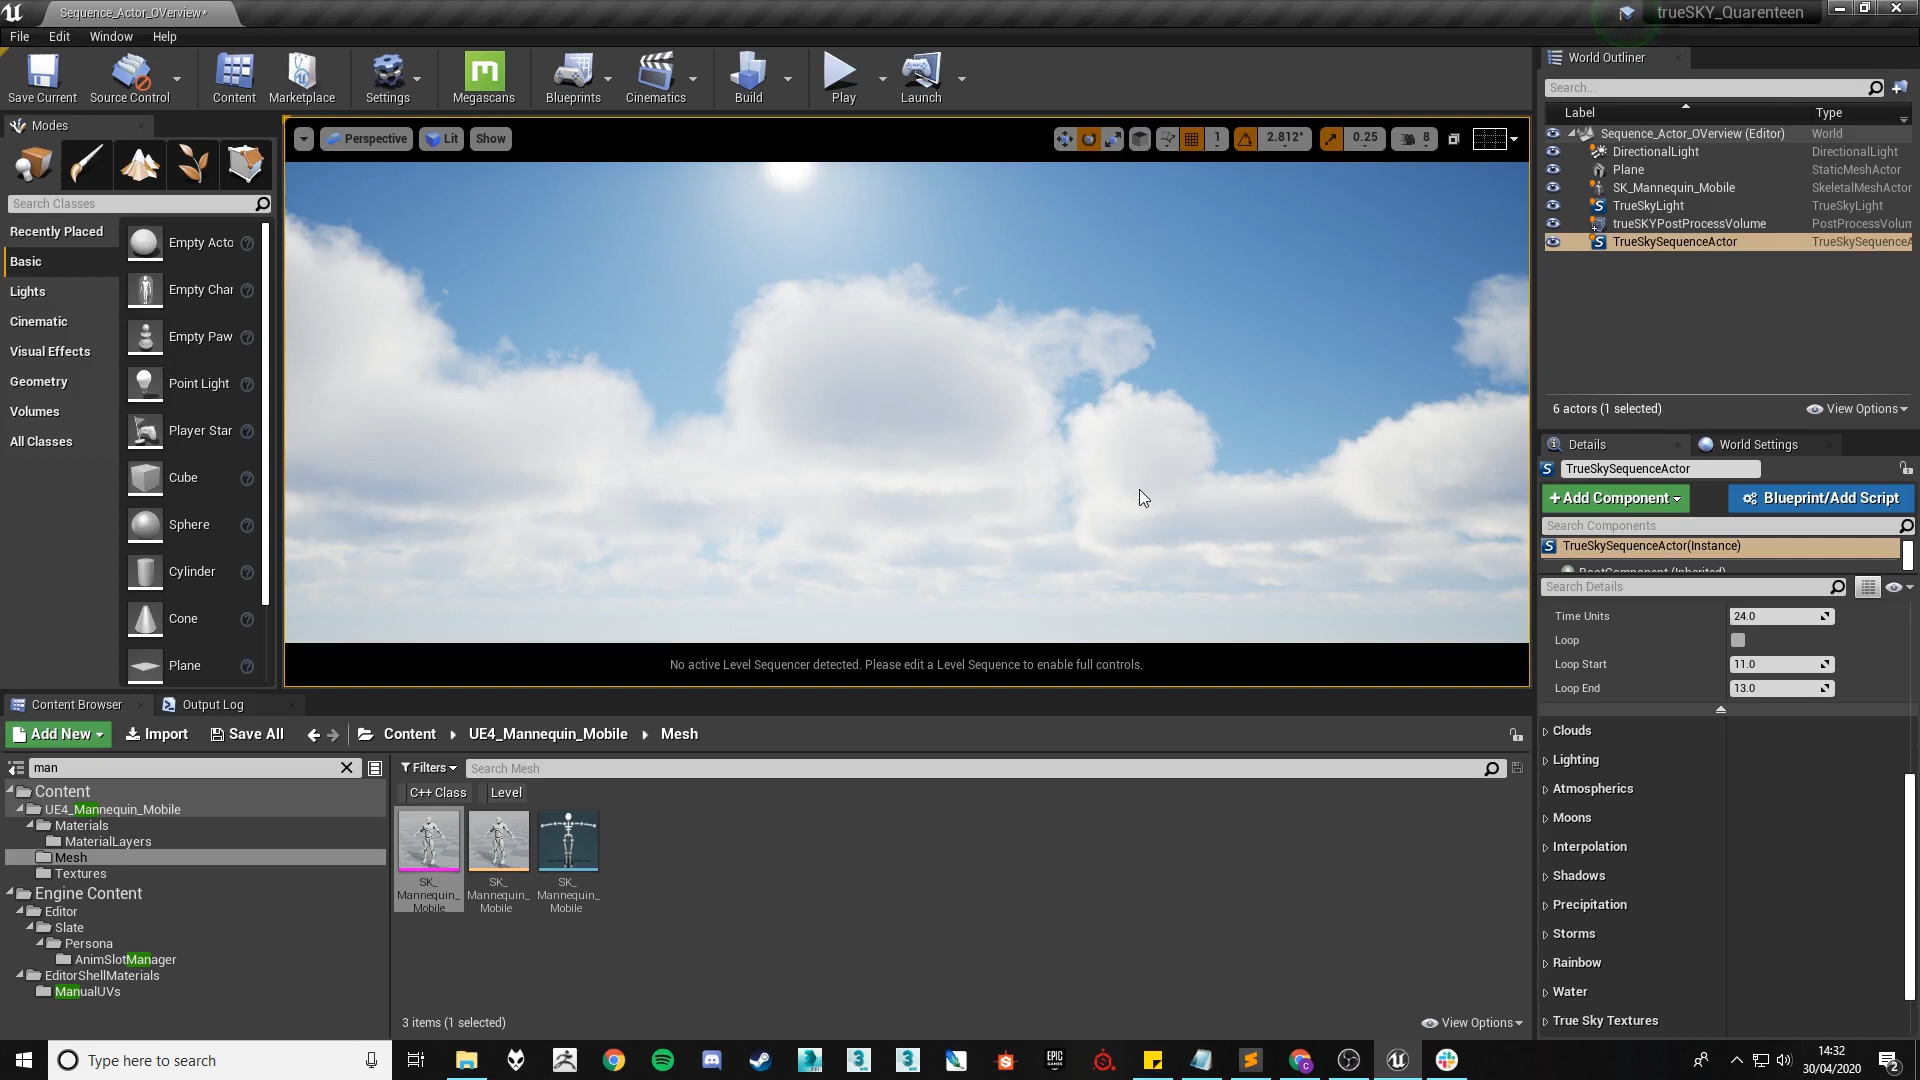 Sequence_Actor_OVerview*
trueSKY_Quarenteen
File Edit Window Help
Save Current
Source Control
Content
Marketplace
Settings
Megascans
Blueprints
Cinematics
Build
Play
Launch
Modes
Search Classes
Recently Placed
Basic
Lights
Cinematic
Visual Effects
Geometry
Volumes
All Classes
Empty Acto
Empty Char
Empty Paw
Point Light
Player Star
Cube
Sphere
Cylinder
Cone
Plane
Perspective
Lit
Show
1
2.812°
0.25
8
No active Level Sequencer detected. Please edit a Level Sequence to enable full controls.
World Outliner
Search...
Label Type
Sequence_Actor_OVerview (Editor) World
DirectionalLight DirectionalLight
Plane StaticMeshActor
SK_Mannequin_Mobile SkeletalMeshActor
TrueSkyLight TrueSkyLight
trueSKYPostProcessVolume PostProcessVolum
TrueSkySequenceActor TrueSkySequenceA
6 actors (1 selected)
View Options
Details
World Settings
TrueSkySequenceActor
+Add Component
Blueprint/Add Script
Search Components
TrueSkySequenceActor(Instance)
RootComponent (Inherited)
Search Details
Time Units 24.0
Loop
Loop Start 11.0
Loop End 13.0
Clouds
Lighting
Atmospherics
Moons
Interpolation
Shadows
Precipitation
Storms
Rainbow
Water
True Sky Textures
Content Browser
Output Log
Add New
Import
Save All
Content
UE4_Mannequin_Mobile
Mesh
man
Filters
Search Mesh
C++ Class
Level
Content
UE4_Mannequin_Mobile
Materials
MaterialLayers
Mesh
Textures
Engine Content
Editor
Slate
Persona
AnimSlotManager
EditorShellMaterials
ManualUVs
SK_
Mannequin_
Mobile
SK_
Mannequin_
Mobile
SK_
Mannequin_
Mobile
3 items (1 selected)
View Options
Type here to search
EPIC
GAMES
14:32
30/04/2020
2